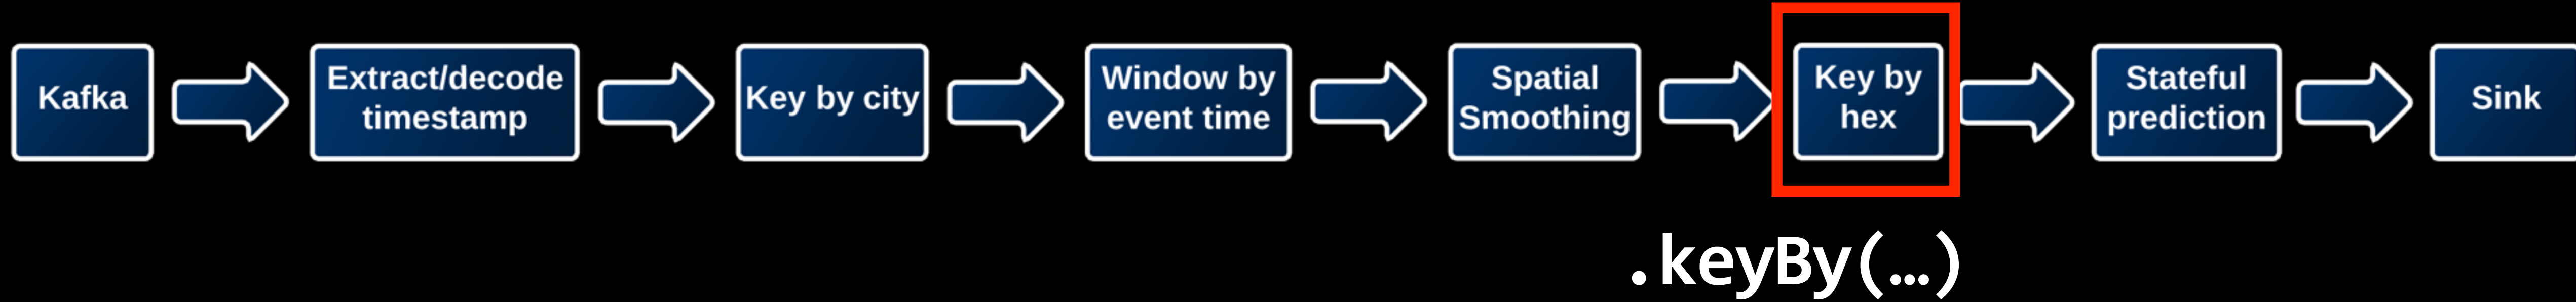 Kafka
Extract/decode
timestamp
Key by city
Window by
event time
Spatial
Smoothing
Key by
hex
Stateful
prediction
Sink
.keyBy(…)